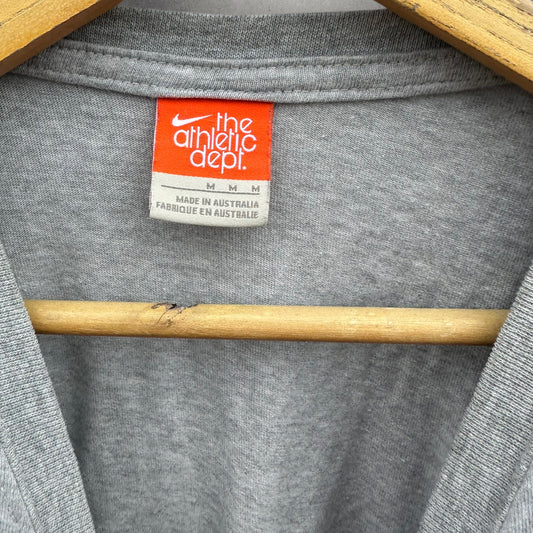 the
athletic
dept.
M M M
MADE IN AUSTRALIA
FABRIQUE EN AUSTRALIE